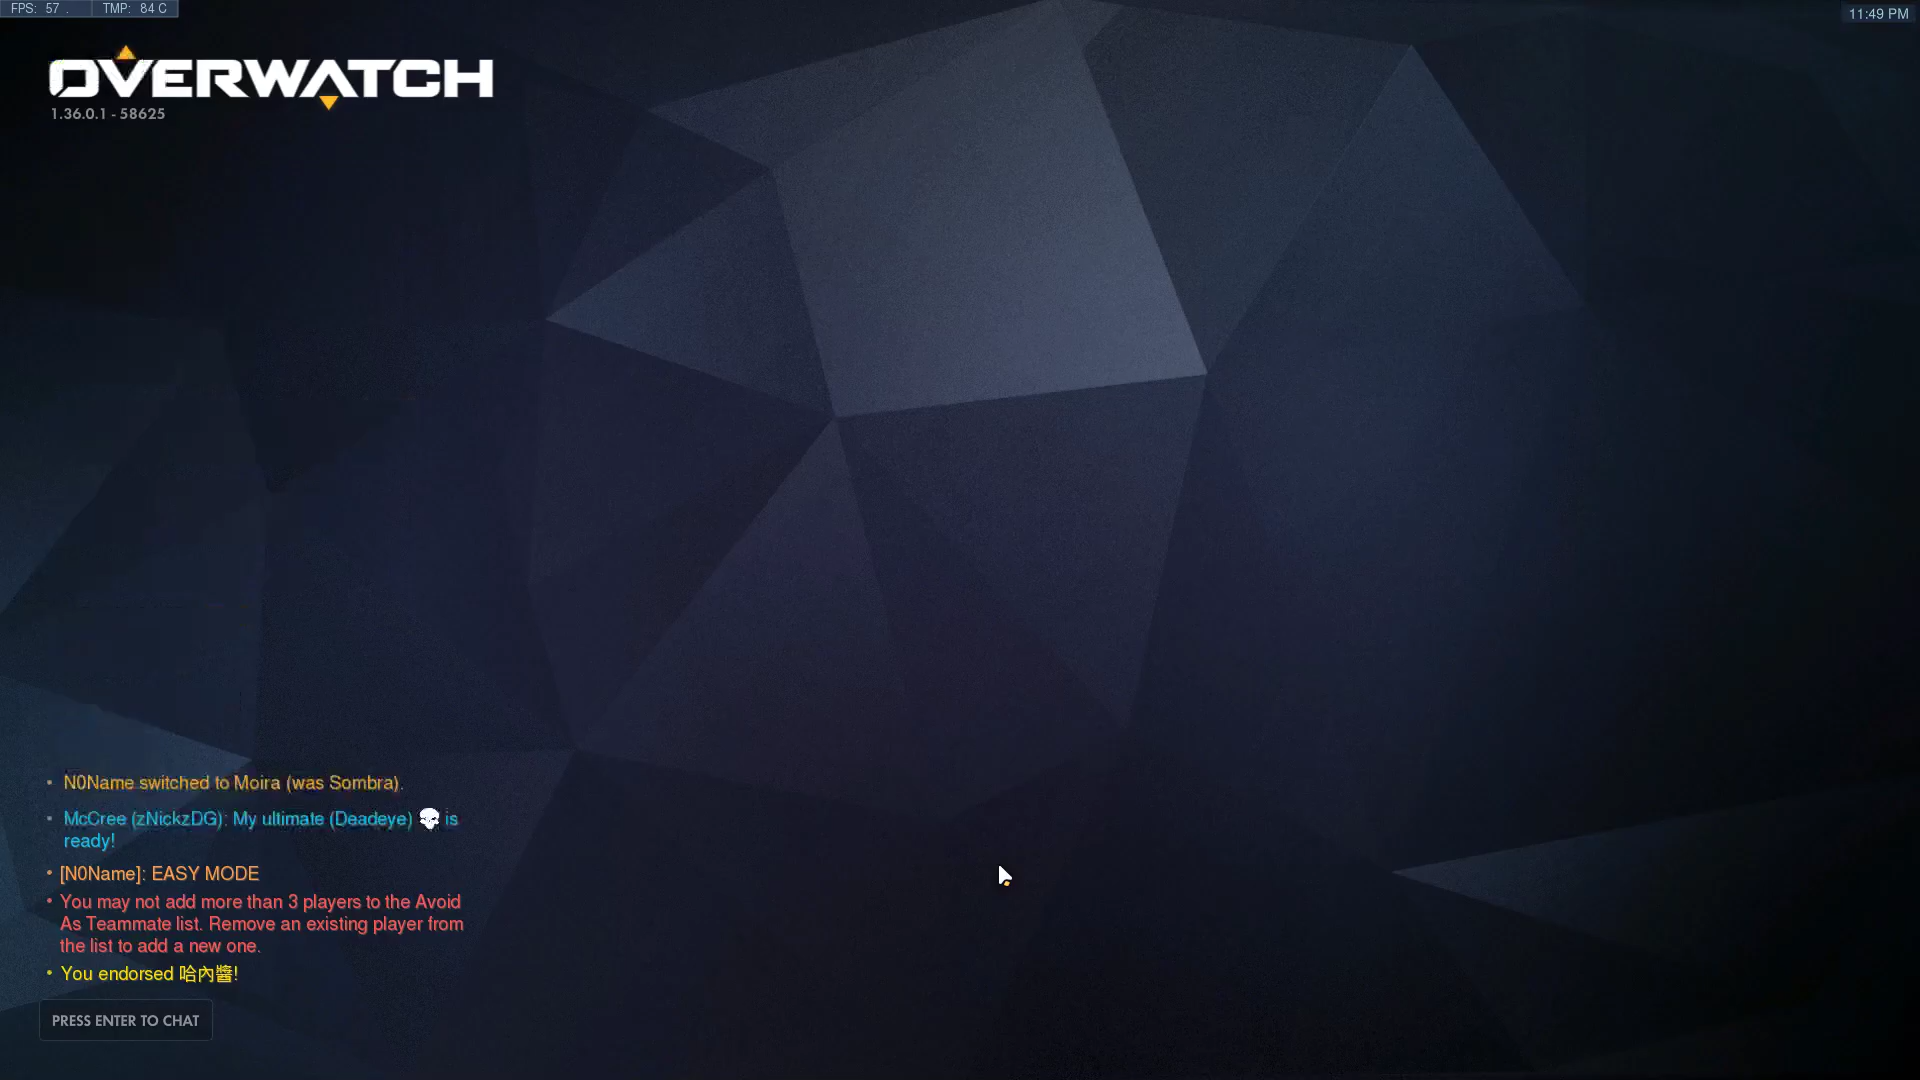 FPS: 57 .
TMP: 84 C
11:49 PM
OVERWATCH
1.36.0.1 - 58625
• N0Name switched to Moira (was Sombra).
• McCree (zNickzDG): My ultimate (Deadeye) is
ready!
• [N0Name]: EASY MODE
• You may not add more than 3 players to the Avoid
As Teammate list. Remove an existing player from
the list to add a new one.
• You endorsed 哈內醬!
PRESS ENTER TO CHAT